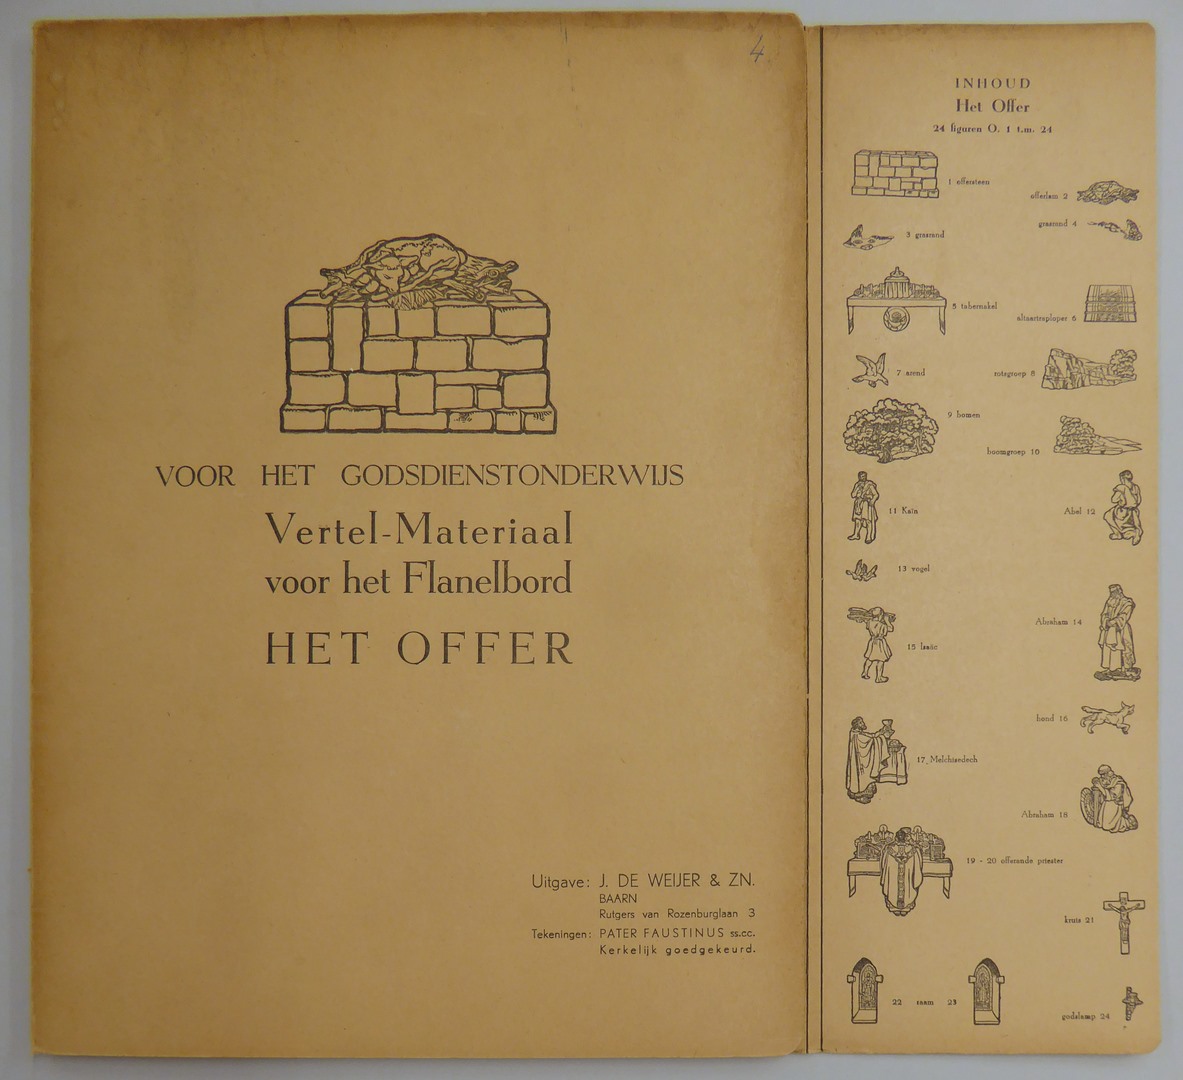 4
VOOR HET GODSDIENSTONDERWIJS
Vertel-Materiaal
voor het Flanelbord
HET OFFER
Uitgave: J. DE WEIJER & ZN.
BAARN
Rutgers van Rozenburglaan 3
Tekeningen: PATER FAUSTINUS ss.cc.
Kerkelijk goedgekeurd.
INHOUD
Het Offer
24 figuren O. 1 t.m. 24
1 offersteen
offerlam 2
3 grasrand
grasrand 4
5 tabernakel
altaartraploper 6
7 arend
rotsgroep 8
9 bomen
boomgroep 10
11 Kaïn
Abel 12
13 vogel
Abraham 14
15 Isaäc
hond 16
17 Melchisedech
Abraham 18
19 - 20 offerande priester
kruis 21
22 raam 23
godslamp 24